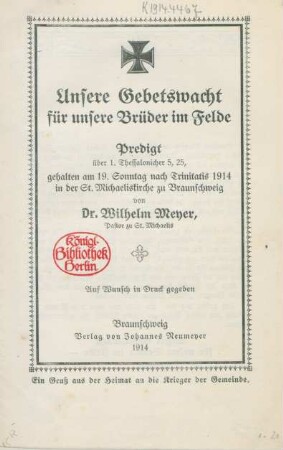 K 1914.4467
Unsere Gebetswacht
für unsere Brüder im Felde
Predigt
über 1. Thessalonicher 5, 25,
gehalten am 19. Sonntag nach Trinitatis 1914
in der St. Michaeliskirche zu Braunschweig
von
Dr. Wilhelm Meyer,
Pastor zu St. Michaelis
Königl.
Bibliothek
Berlin.
Auf Wunsch in Druck gegeben
Braunschweig
Verlag von Johannes Neumeyer
1914
Ein Gruß aus der Heimat an die Krieger der Gemeinde.